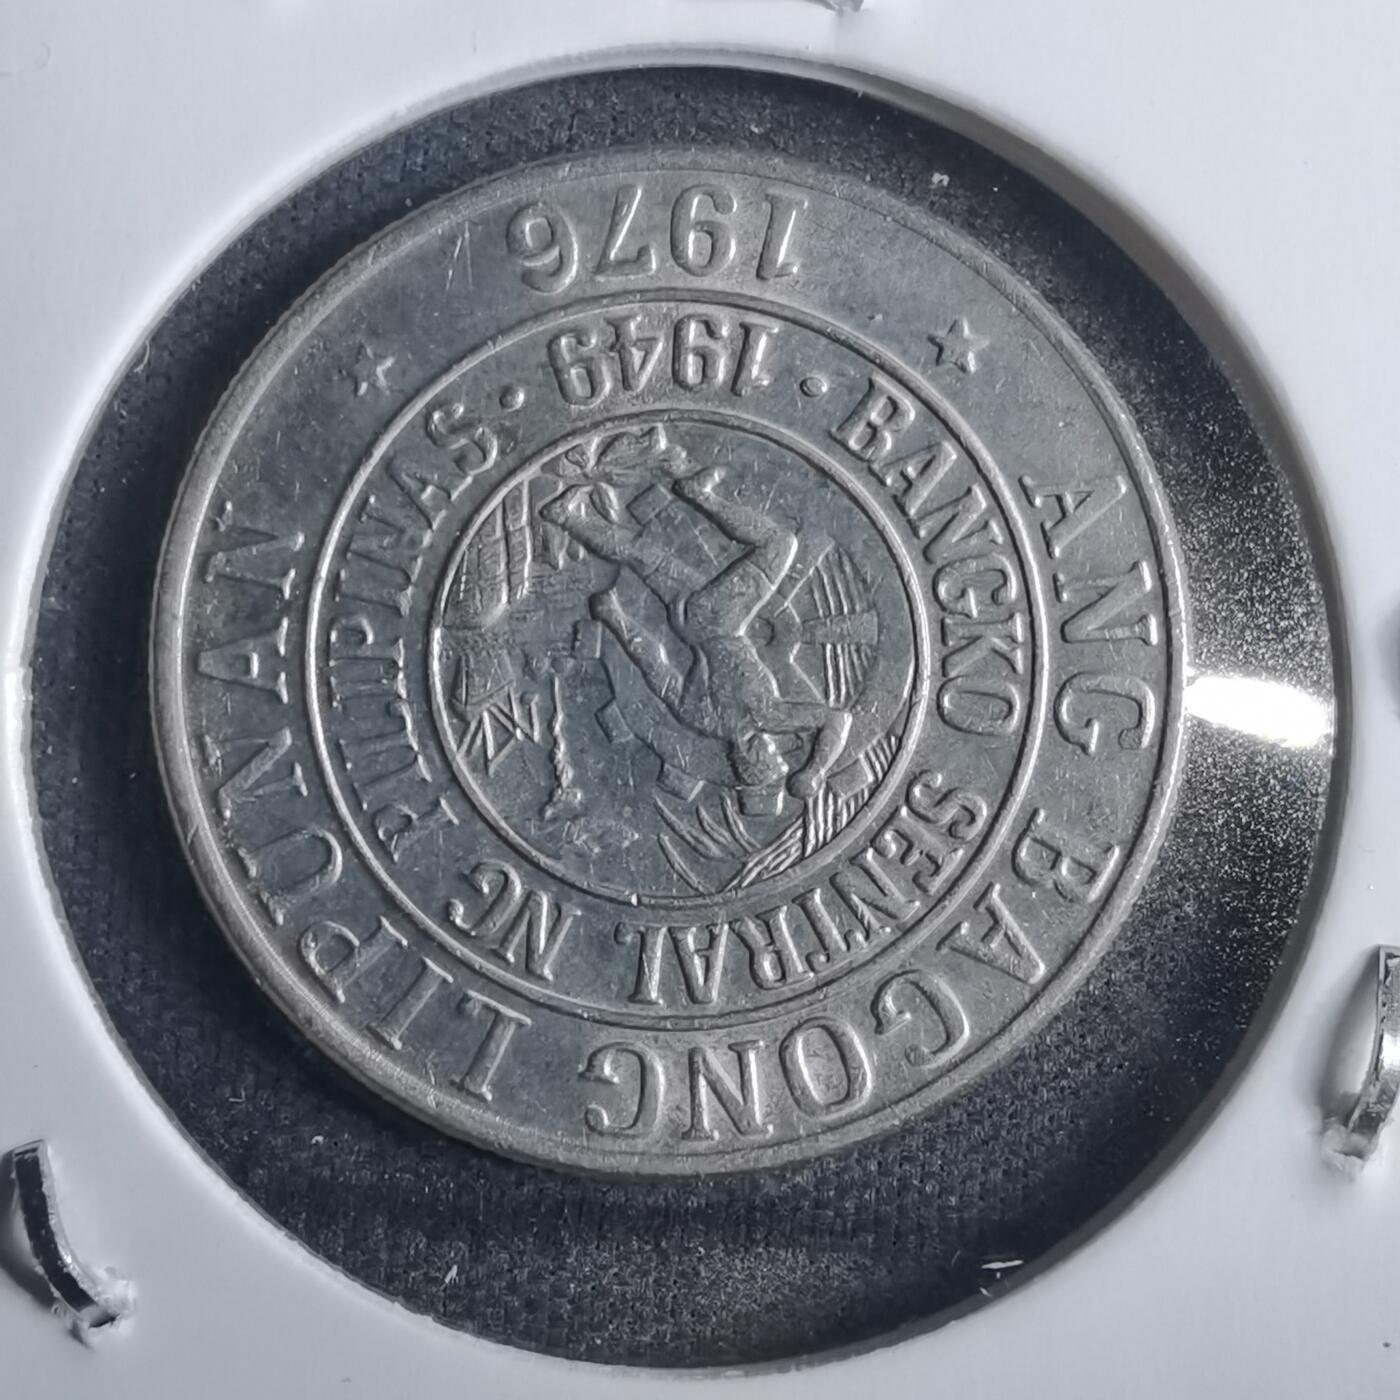 ANG BAGONG LIPUNAN
1976
BANGKO SENTRAL NG PILIPINAS
· 1949 ·